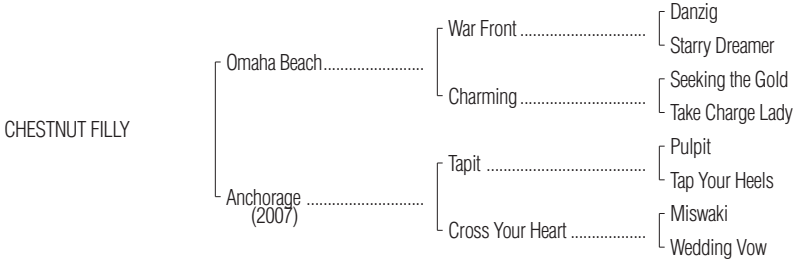 Danzig
War Front ..............................
Starry Dreamer
Omaha Beach........................
Seeking the Gold
Charming ..............................
Take Charge Lady
CHESTNUT FILLY
Pulpit
Tapit ......................................
Tap Your Heels
Anchorage ............................
(2007)
Miswaki
Cross Your Heart ..................
Wedding Vow